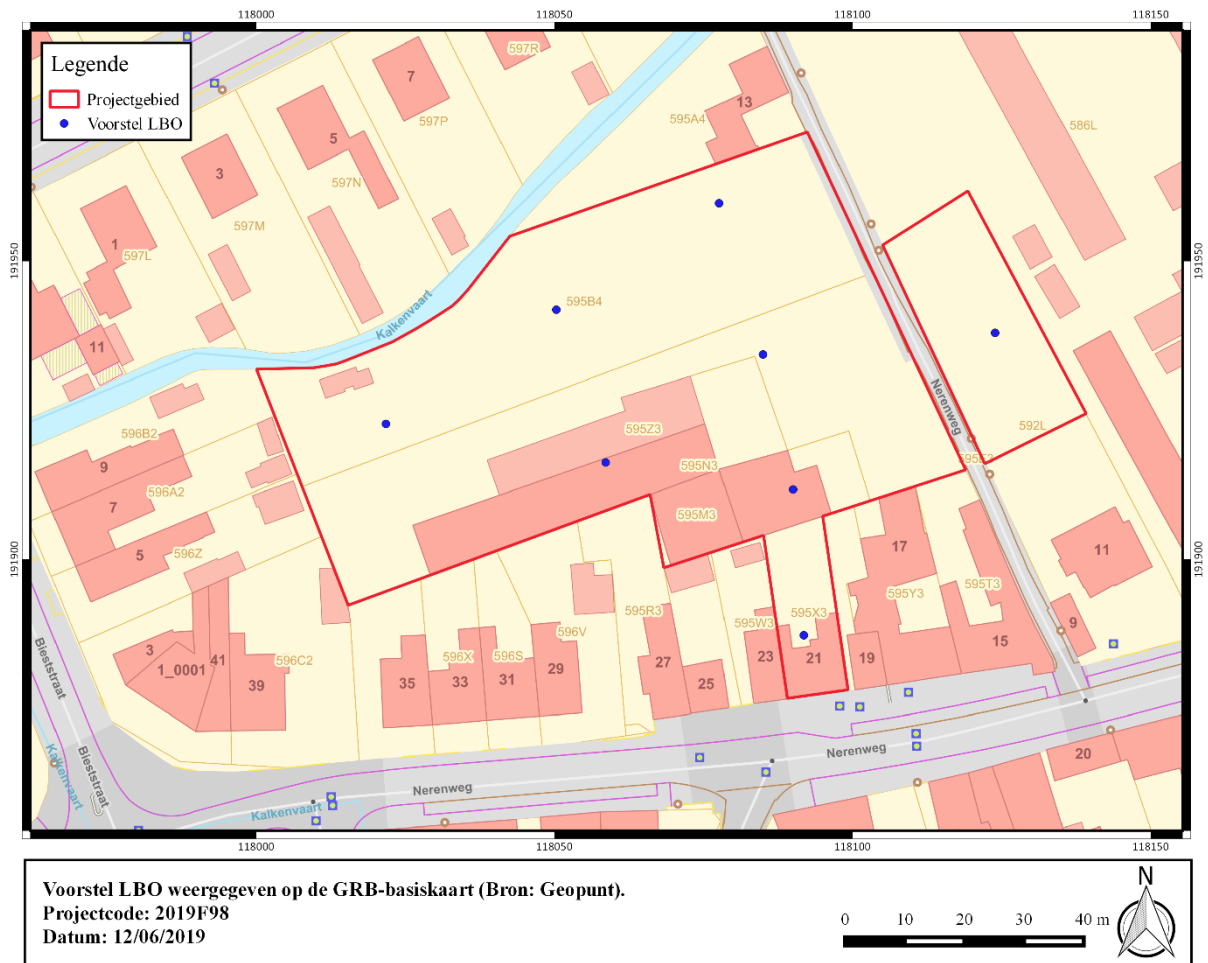 118000 118050 118100 118150
Legende
Projectgebied
Voorstel LBO
597R
7
597P
13
595A4
586L
5
3
597N
597M
1
597L
191950
191950
Kalkenvaart
595B4
11
Nerenweg
592L
596B2
595Z3
9
595N3
595E3
596A2
7
595M3
5
596Z
17
11
191900
191900
595Y3
595T3
595X3
595R3
595W3
596V
9
3
1_0001
41
39
596C2
35
596X
33
596S
31
29
27
25
23
21
19
15
Bieststraat
Kalkenvaart
Bieststraat
Nerenweg
Nerenweg
20
Kalkenvaart
118000 118050 118100 118150
Voorstel LBO weergegeven op de GRB-basiskaart (Bron: Geopunt).
Projectcode: 2019F98
Datum: 12/06/2019
0 10 20 30 40 m
N